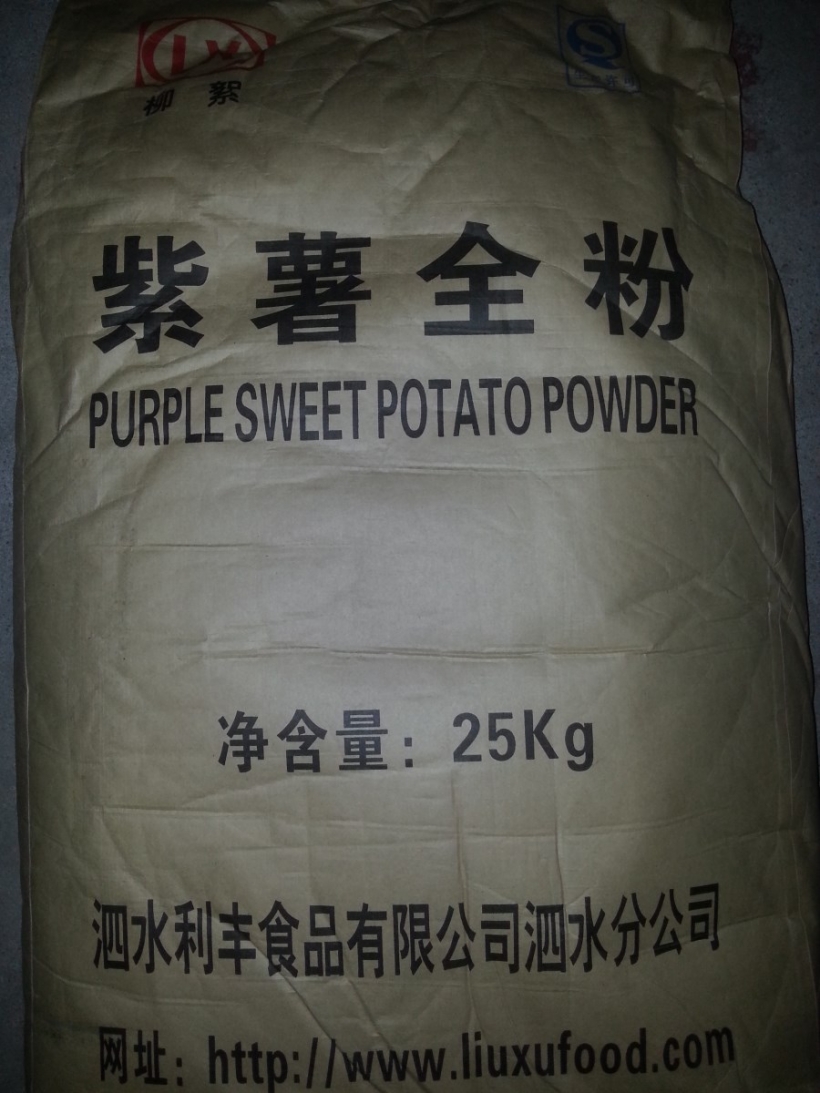 LX
柳絮
紫薯全粉
PURPLE SWEET POTATO POWDER
净含量：25Kg
泗水利丰食品有限公司泗水分公司
网址：http://www.liuxufood.com